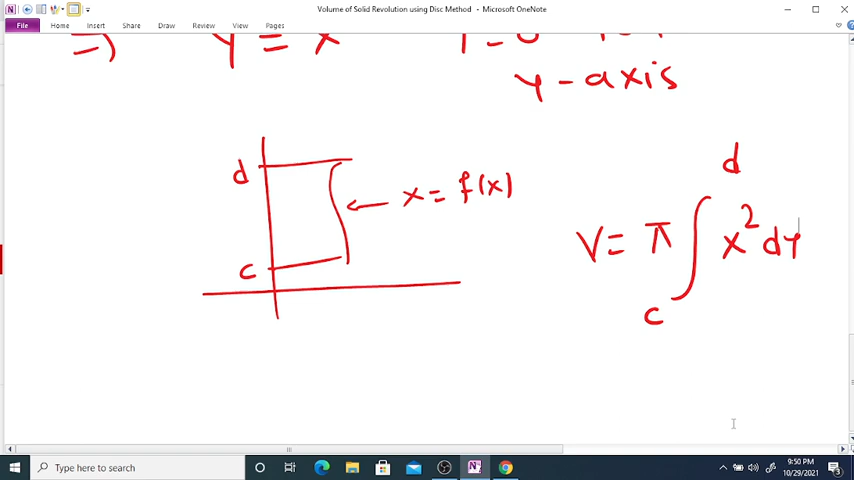 Volume of Solid Revolution using Disc Method - Microsoft OneNote
File Home Insert Draw Review View Pages
y = x
y - axis
d
c
x = f(x)
V = π ∫ x² dy
d
c
Type here to search
9:50 PM
10/29/2021
3